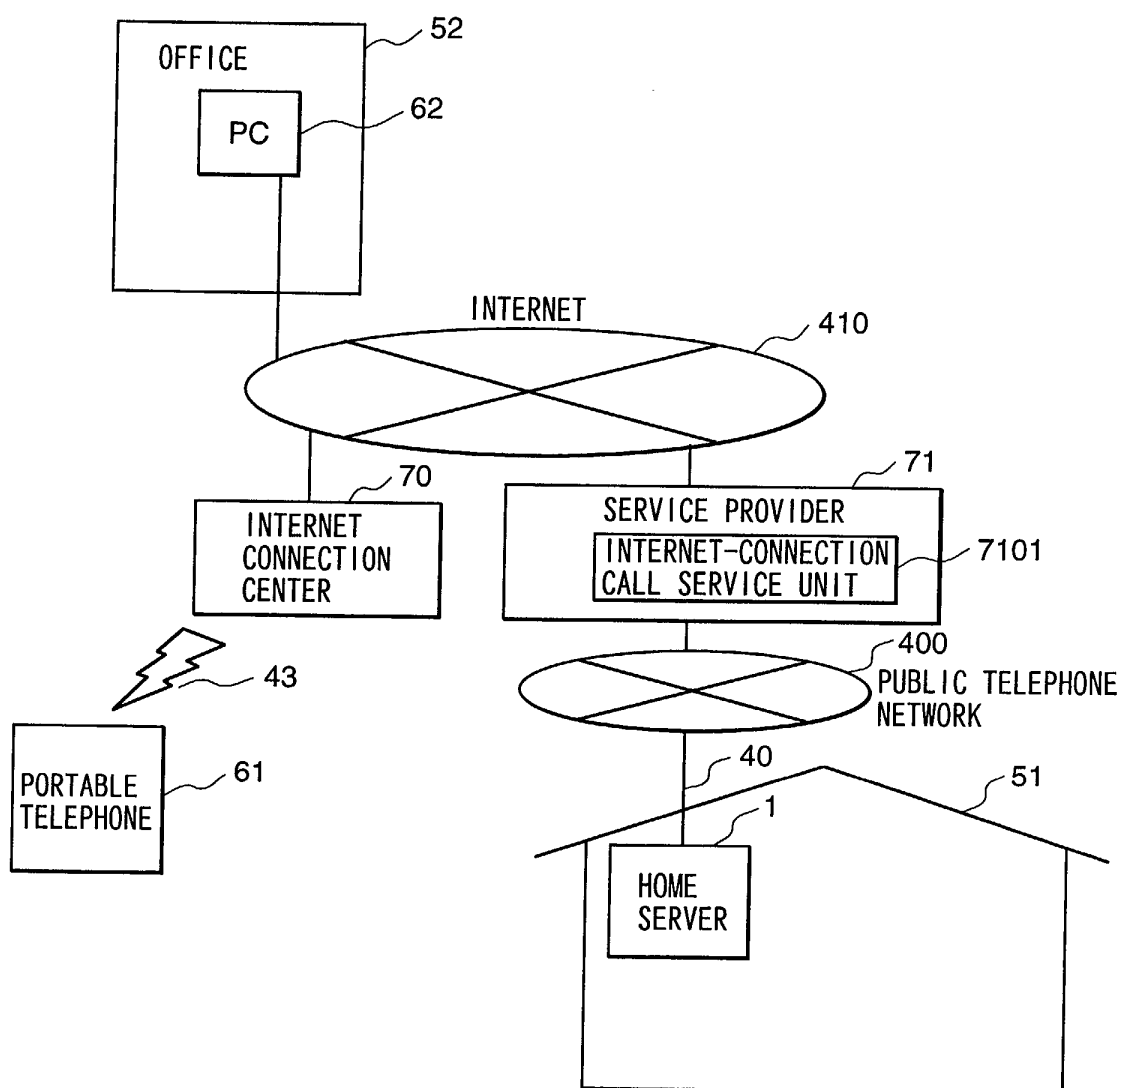 52
OFFICE
PC
62
INTERNET
410
70
71
INTERNET
CONNECTION
CENTER
SERVICE PROVIDER
INTERNET-CONNECTION
CALL SERVICE UNIT
7101
43
400
PUBLIC TELEPHONE
NETWORK
PORTABLE
TELEPHONE
61
40
51
1
HOME
SERVER